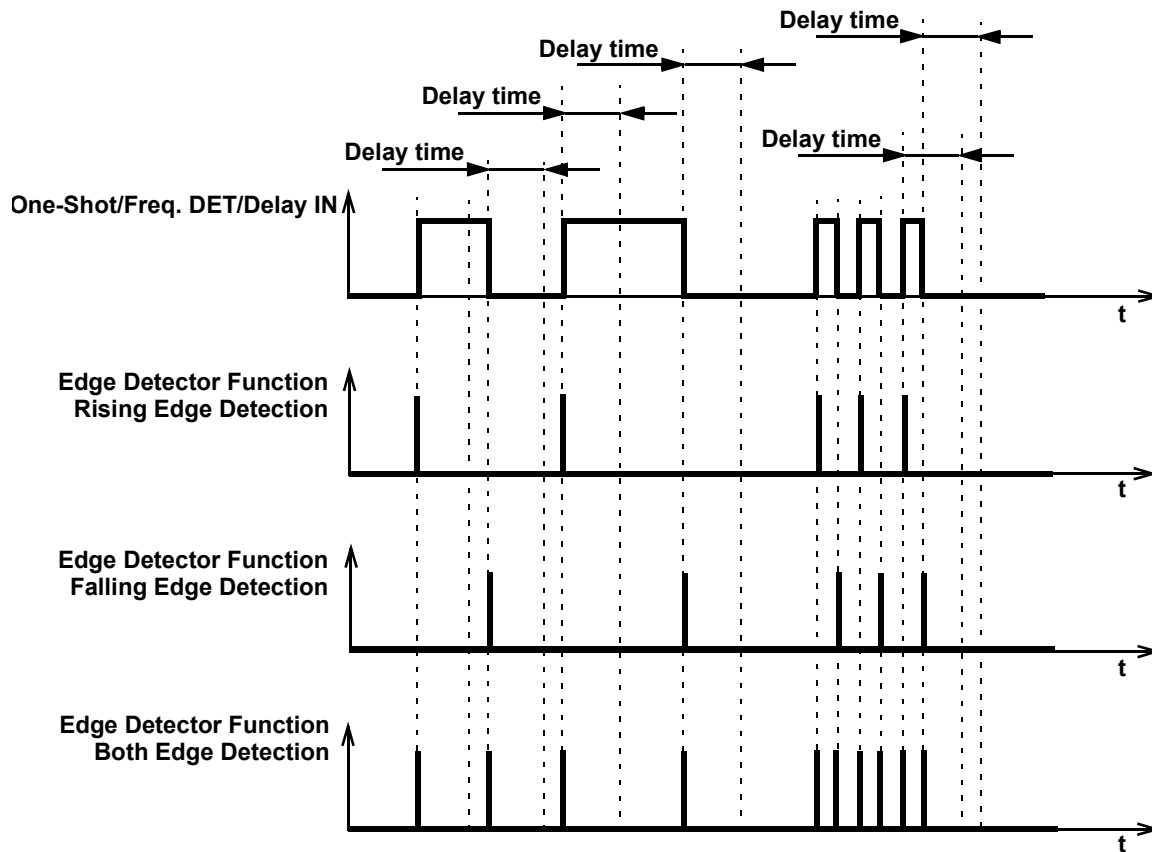 Delay time
Delay time
Delay time
Delay time
Delay time
One-Shot/Freq. DET/Delay IN
t
Edge Detector Function
Rising Edge Detection
t
Edge Detector Function
Falling Edge Detection
t
Edge Detector Function
Both Edge Detection
t